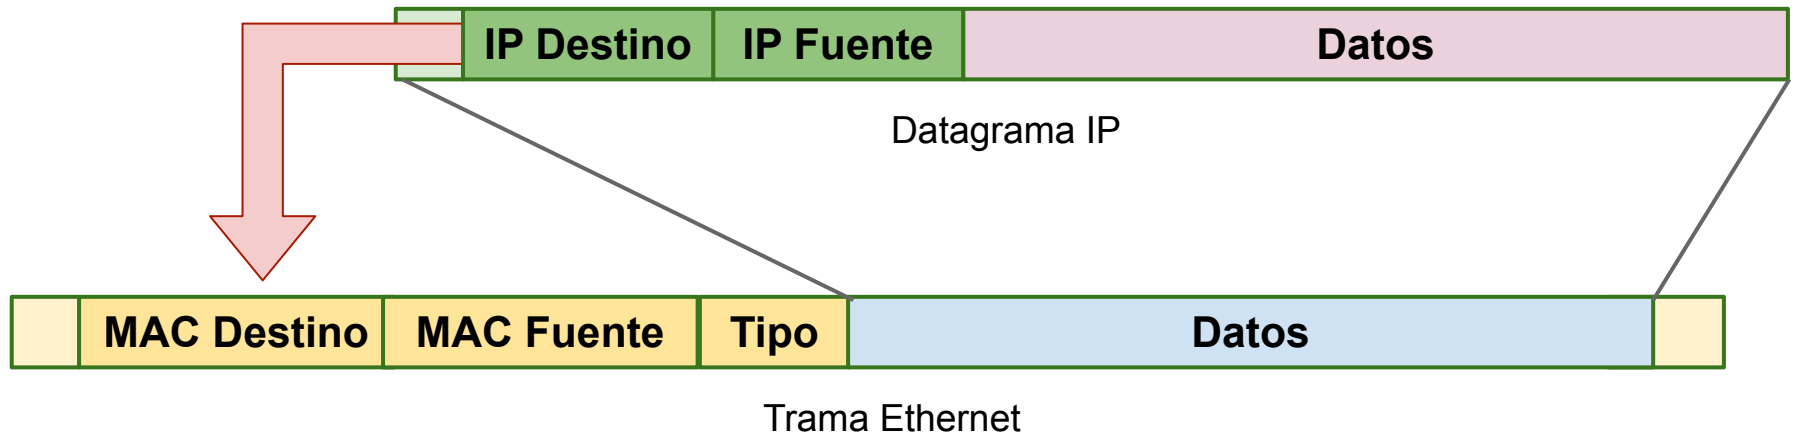 IP Destino IP Fuente Datos
Datagrama IP
MAC Destino MAC Fuente Tipo Datos
Trama Ethernet